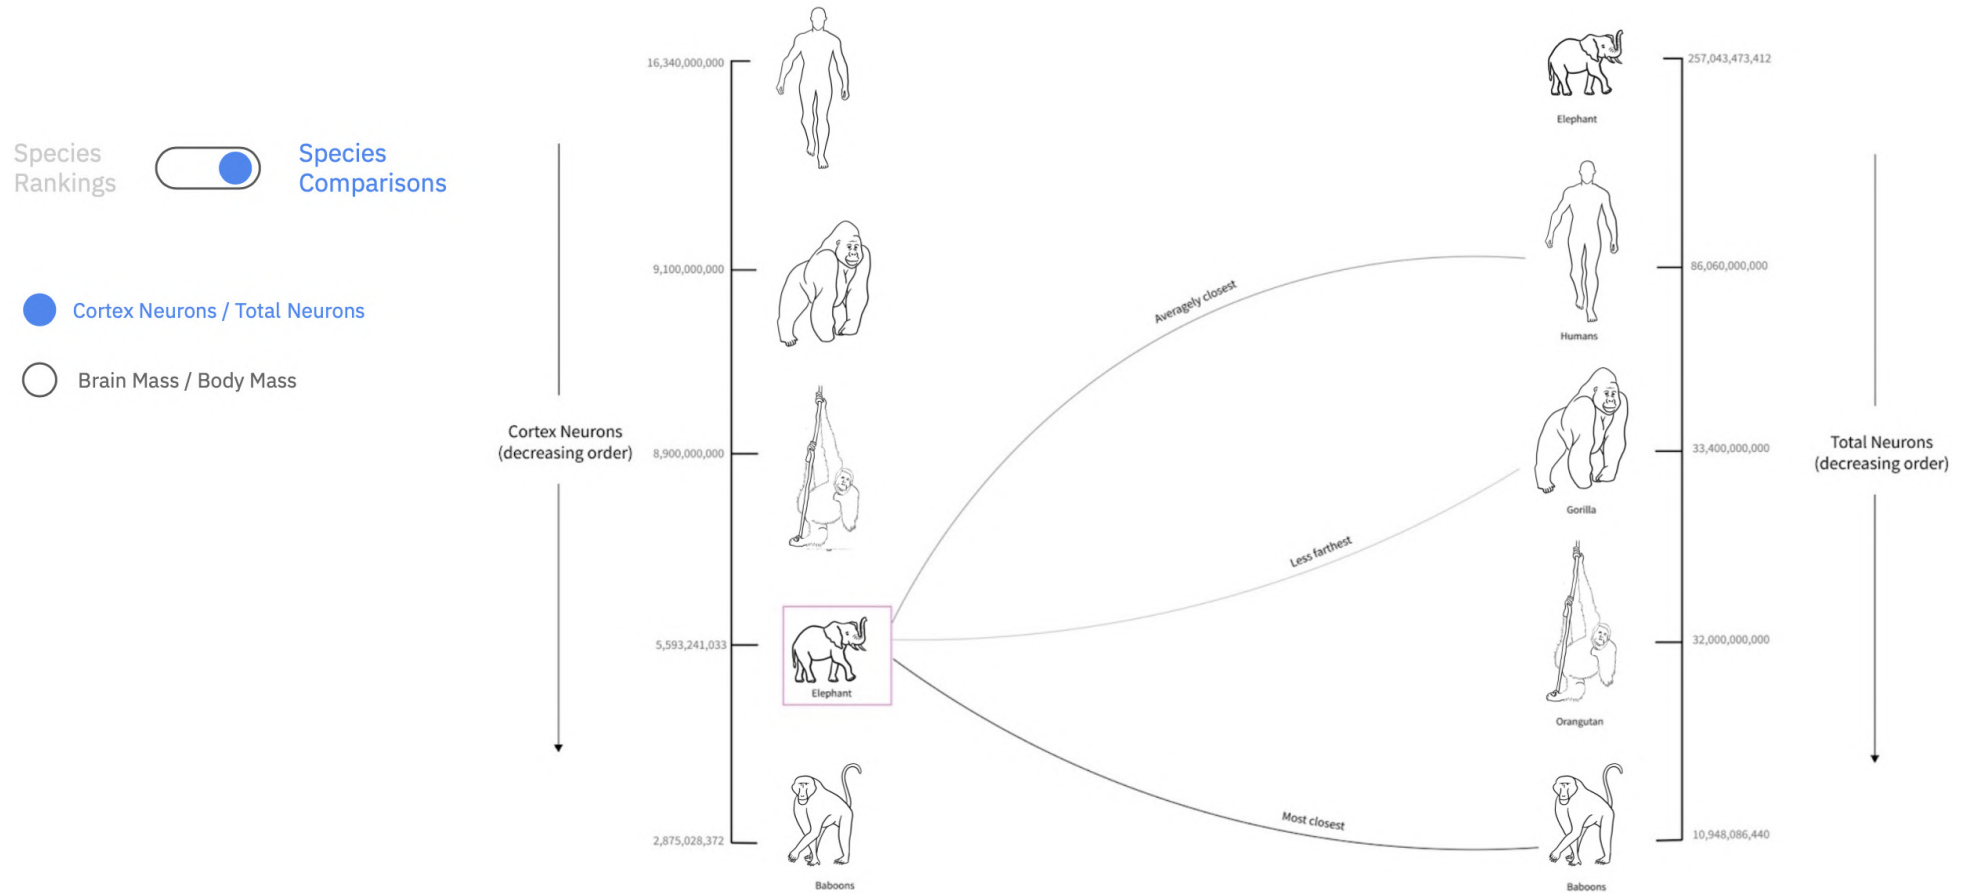 Species
Rankings
Species
Comparisons
Cortex Neurons / Total Neurons
Brain Mass / Body Mass
Cortex Neurons
(decreasing order)
16,340,000,000
9,100,000,000
8,900,000,000
5,593,241,033
2,875,028,372
Elephant
Baboons
Averagely closest
Less farthest
Most closest
Elephant
Humans
Gorilla
Orangutan
Baboons
257,043,473,412
86,060,000,000
33,400,000,000
32,000,000,000
10,948,086,440
Total Neurons
(decreasing order)